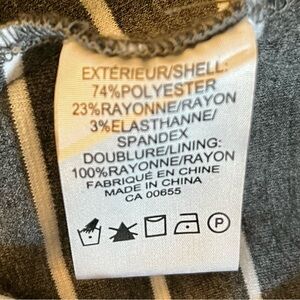 EXTÉRIEUR/SHELL:
74%POLYESTER
23%RAYONNE/RAYON
3%ELASTHANNE/
SPANDEX
DOUBLURE/LINING:
100%RAYONNE/RAYON
FABRIQUÉ EN CHINE
MADE IN CHINA
CA 00655
P